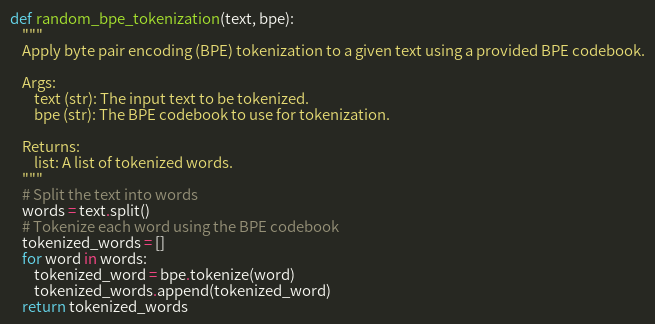 def random_bpe_tokenization(text, bpe):
    """
    Apply byte pair encoding (BPE) tokenization to a given text using a provided BPE codebook.

    Args:
        text (str): The input text to be tokenized.
        bpe (str): The BPE codebook to use for tokenization.

    Returns:
        list: A list of tokenized words.
    """
    # Split the text into words
    words = text.split()
    # Tokenize each word using the BPE codebook
    tokenized_words = []
    for word in words:
        tokenized_word = bpe.tokenize(word)
        tokenized_words.append(tokenized_word)
    return tokenized_words